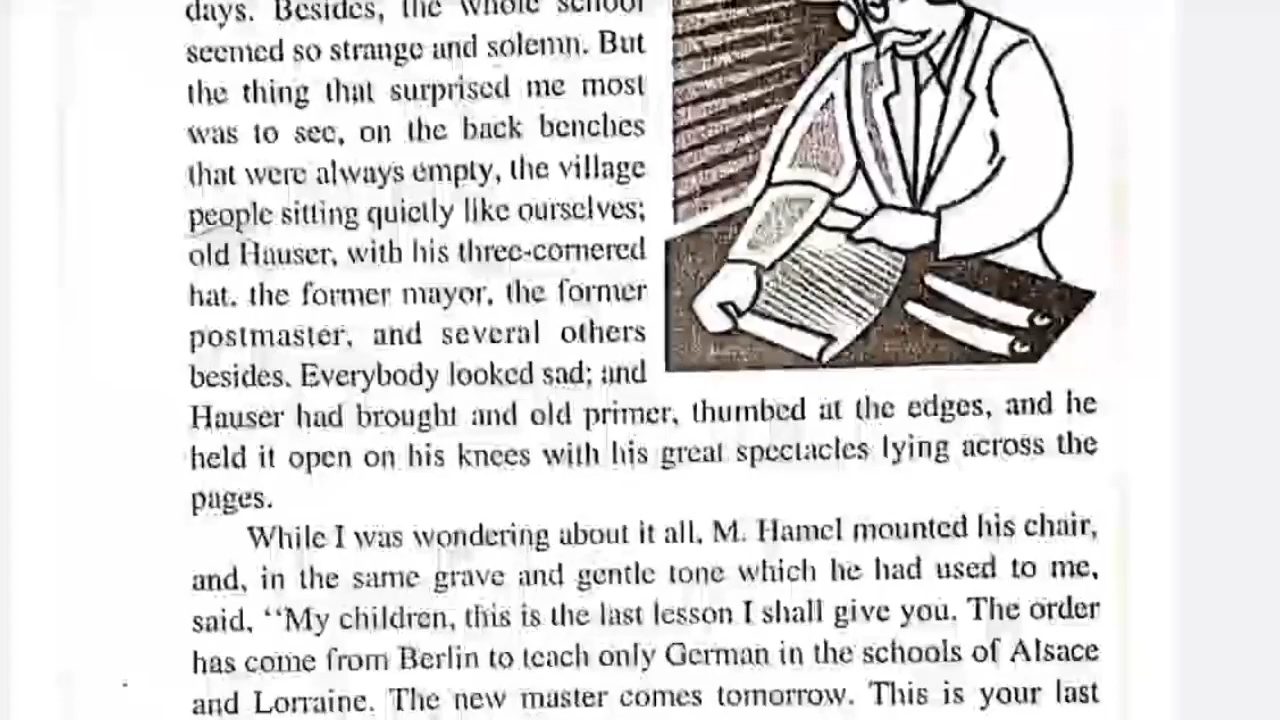 days. Besides, the whole school
seemed so strange and solemn. But
the thing that surprised me most
was to see, on the back benches
that were always empty, the village
people sitting quietly like ourselves;
old Hauser, with his three-cornered
hat, the former mayor, the former
postmaster, and several others
besides. Everybody looked sad; and
Hauser had brought and old primer, thumbed at the edges, and he
held it open on his knees with his great spectacles lying across the
pages.
While I was wondering about it all, M. Hamel mounted his chair,
and, in the same grave and gentle tone which he had used to me,
said, “My children, this is the last lesson I shall give you. The order
has come from Berlin to teach only German in the schools of Alsace
and Lorraine. The new master comes tomorrow. This is your last